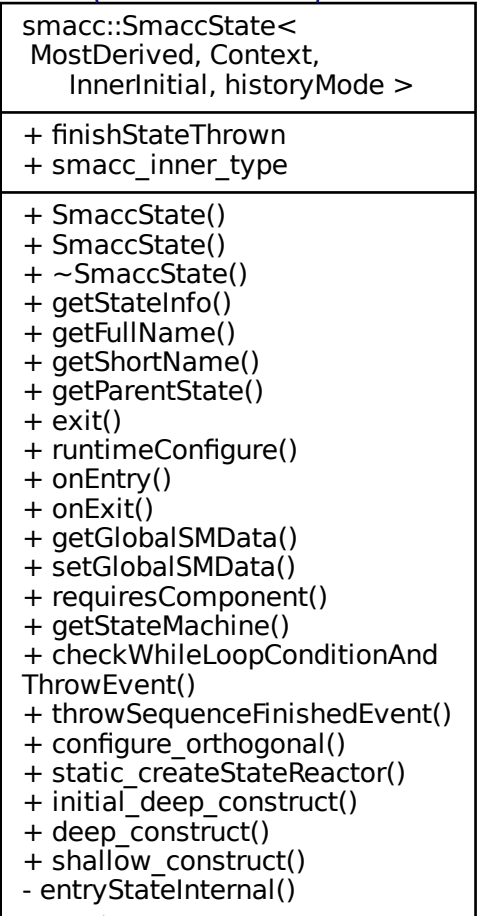 smacc::SmaccState<
MostDerived, Context,
InnerInitial, historyMode >
+ finishStateThrown
+ smacc_inner_type
+ SmaccState()
+ SmaccState()
+ ~SmaccState()
+ getStateInfo()
+ getFullName()
+ getShortName()
+ getParentState()
+ exit()
+ runtimeConfigure()
+ onEntry()
+ onExit()
+ getGlobalSMData()
+ setGlobalSMData()
+ requiresComponent()
+ getStateMachine()
+ checkWhileLoopConditionAnd
ThrowEvent()
+ throwSequenceFinishedEvent()
+ configure_orthogonal()
+ static_createStateReactor()
+ initial_deep_construct()
+ deep_construct()
+ shallow_construct()
- entryStateInternal()